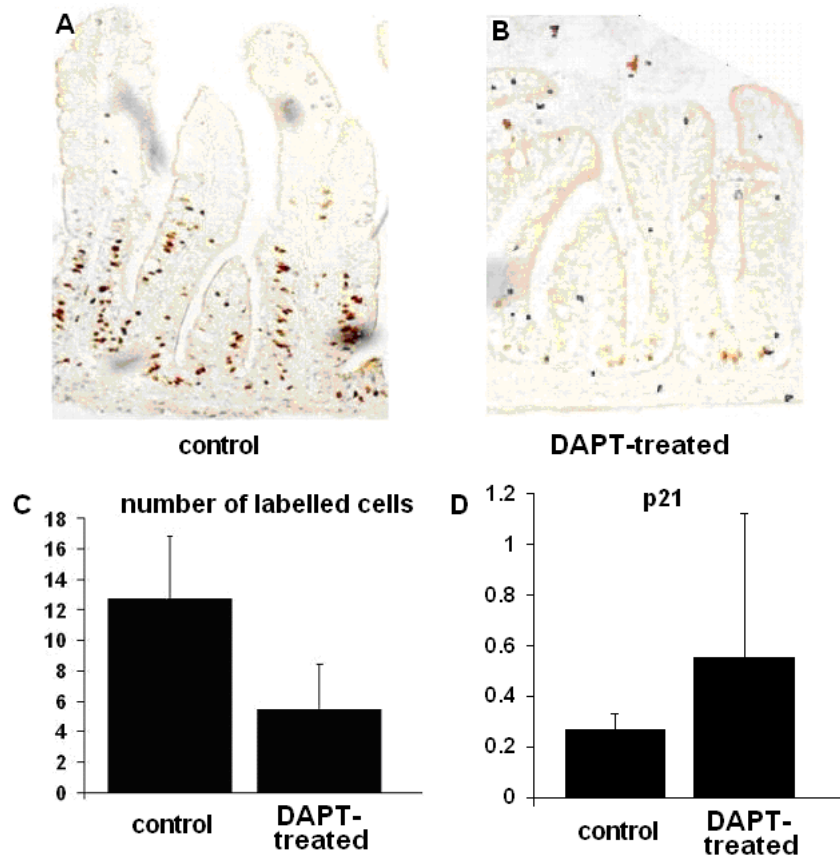 A
B
control
DAPT-treated
C
number of labelled cells
18
16
14
12
10
8
6
4
2
0
control
DAPT-
treated
D
p21
1.2
1
0.8
0.6
0.4
0.2
0
control
DAPT-
treated